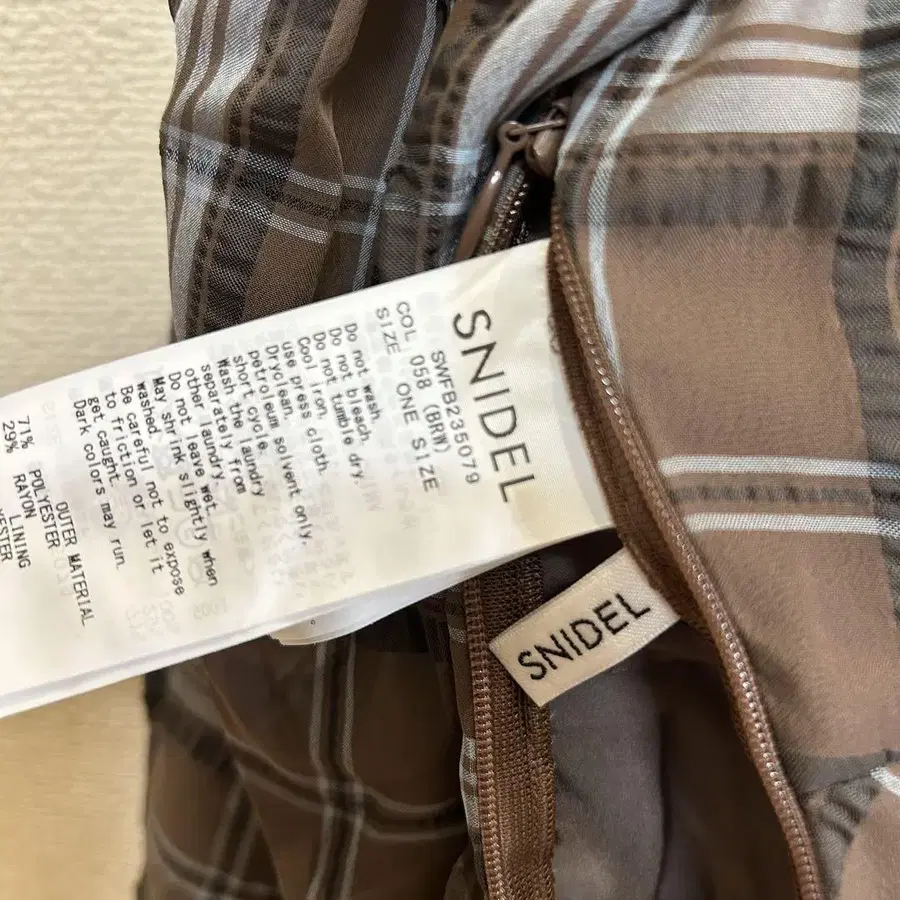 SNIDEL
SWFB235079
COL 058 (BRW)
SIZE ONE SIZE
Do not wash.
Do not bleach.
Do not tumble dry.
Cool iron,
use press cloth.
Dryclean,
petroleum solvent only,
short cycle.
Wash the laundry
separately from
other laundry.
Do not leave wet.
May shrink slightly when
washed.
Be careful not to expose
to friction or let it
get caught.
Dark colors may run.
OUTER MATERIAL
71% POLYESTER
29% RAYON
LINING
SNIDEL